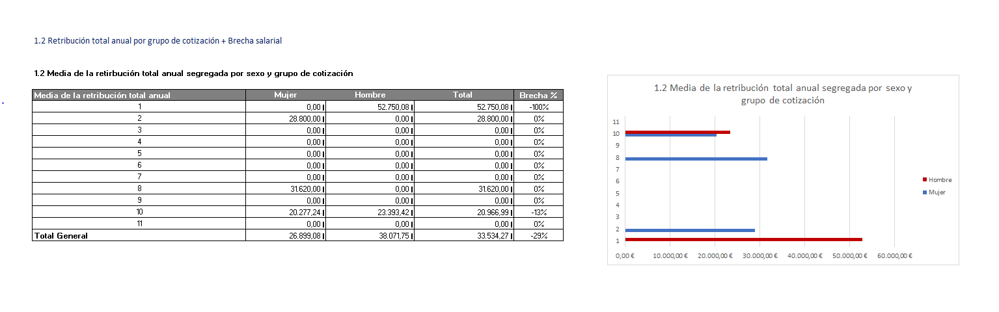 1.2 Retribución total anual por grupo de cotización + Brecha salarial
1.2 Media de la retirbución total anual segregada por sexo y grupo de cotización
Media de la retribución total anual Mujer Hombre Total Brecha %
1 0,00 52.750,08 52.750,08 -100%
2 28.800,00 0,00 28.800,00 0%
3 0,00 0,00 0,00 0%
4 0,00 0,00 0,00 0%
5 0,00 0,00 0,00 0%
6 0,00 0,00 0,00 0%
7 0,00 0,00 0,00 0%
8 31.620,00 0,00 31.620,00 0%
9 0,00 0,00 0,00 0%
10 20.277,24 23.393,42 20.966,99 -13%
11 0,00 0,00 0,00 0%
Total General 26.899,08 38.071,75 33.534,27 -29%
1.2 Media de la retribución total anual segregada por sexo y
grupo de cotización
11
10
9
8
7
6
5
4
3
2
1
0,00 € 10.000,00 € 20.000,00 € 30.000,00 € 40.000,00 € 50.000,00 € 60.000,00 €
Hombre
Mujer